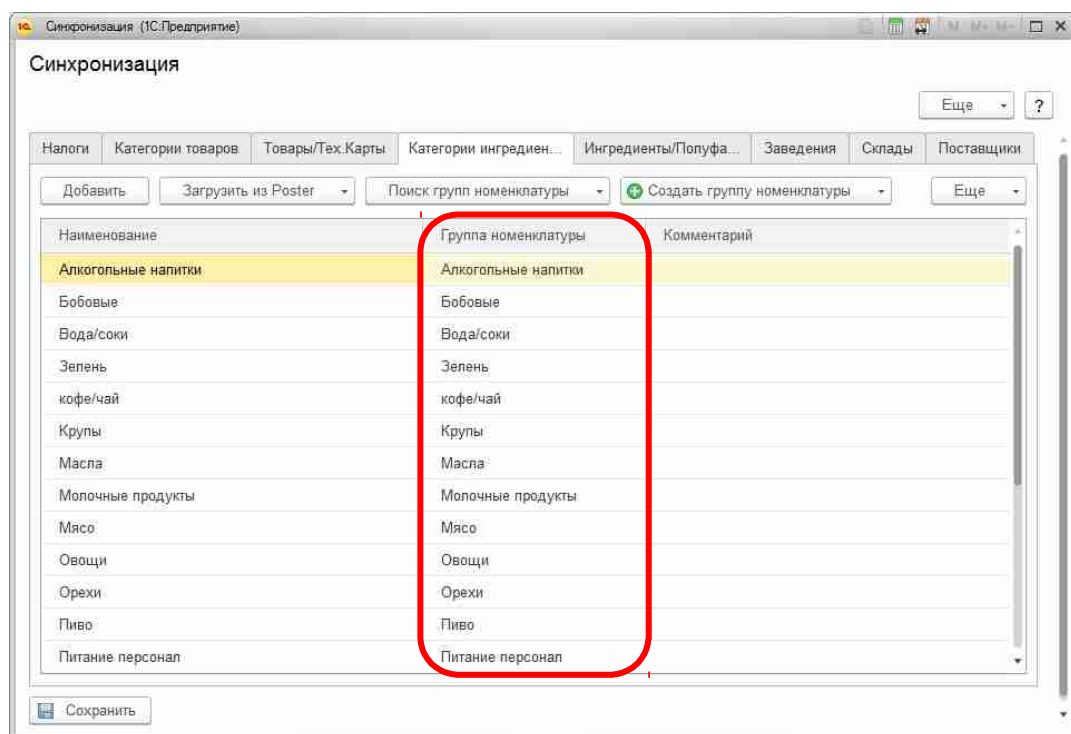 Синхронизация (1С:Предприятие) M M+ M-
Синхронизация
Еще ?
Налоги Категории товаров Товары/Тех.Карты Категории ингредиен... Ингредиенты/Полуфа... Заведения Склады Поставщики
Добавить Загрузить из Poster Поиск групп номенклатуры Создать группу номенклатуры Еще
Наименование Группа номенклатуры Комментарий
Алкогольные напитки Алкогольные напитки
Бобовые Бобовые
Вода/соки Вода/соки
Зелень Зелень
кофе/чай кофе/чай
Крупы Крупы
Масла Масла
Молочные продукты Молочные продукты
Мясо Мясо
Овощи Овощи
Орехи Орехи
Пиво Пиво
Питание персонал Питание персонал
Сохранить